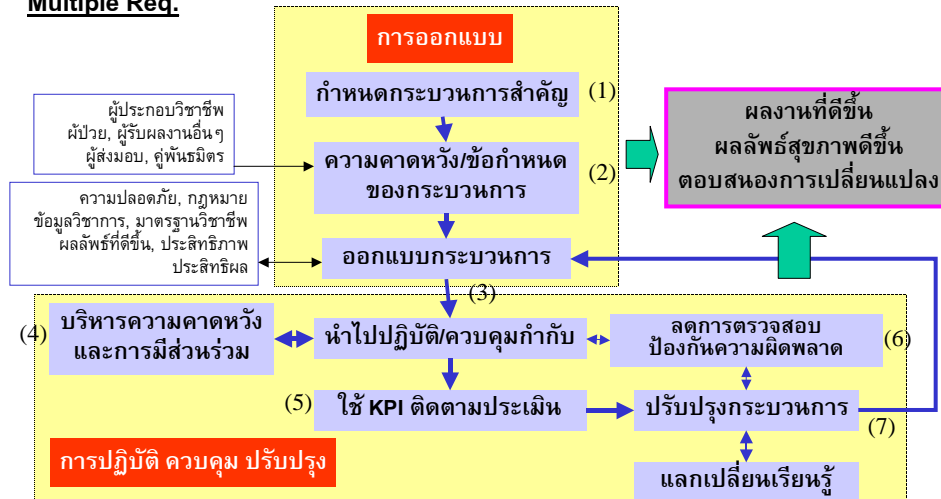 Multiple Req.
การออกแบบ
กำหนดกระบวนการสำคัญ
(1)
ผู้ประกอบวิชาชีพ
ผ้ป่วย, ผู้รับผลงานอื่นๆ
ผู้ส่งมอบ, คู่พันธมิตร
ความคาดหวัง/ข้อกำหนด
ของกระบวนการ
(2)
ผลงานที่ดีขึ้น
ผลลัพธ์สุขภาพดีขึ้น
ตอบสนองการเปลี่ยนแปลง
ความปลอดภัย, กฎหมาย
ข้อมูลวิชาการ, มาตรฐานวิชาชีพ
ผลลัพธ์ที่ดีขึ้น, ประสิทธิภาพ
ประสิทธิผล
ออกแบบกระบวนการ
(3)
(4)
บริหารความคาดหวัง
และการมีส่วนร่วม
นำไปปฏิบัติ/ควบคุมกำกับ
ลดการตรวจสอบ
ป้องกันความผิดพลาด
(6)
(5)
ใช้ KPI ติดตามประเมิน
ปรับปรุงกระบวนการ
(7)
การปฏิบัติ ควบคุม ปรับปรุง
แลกเปลี่ยนเรียนรู้